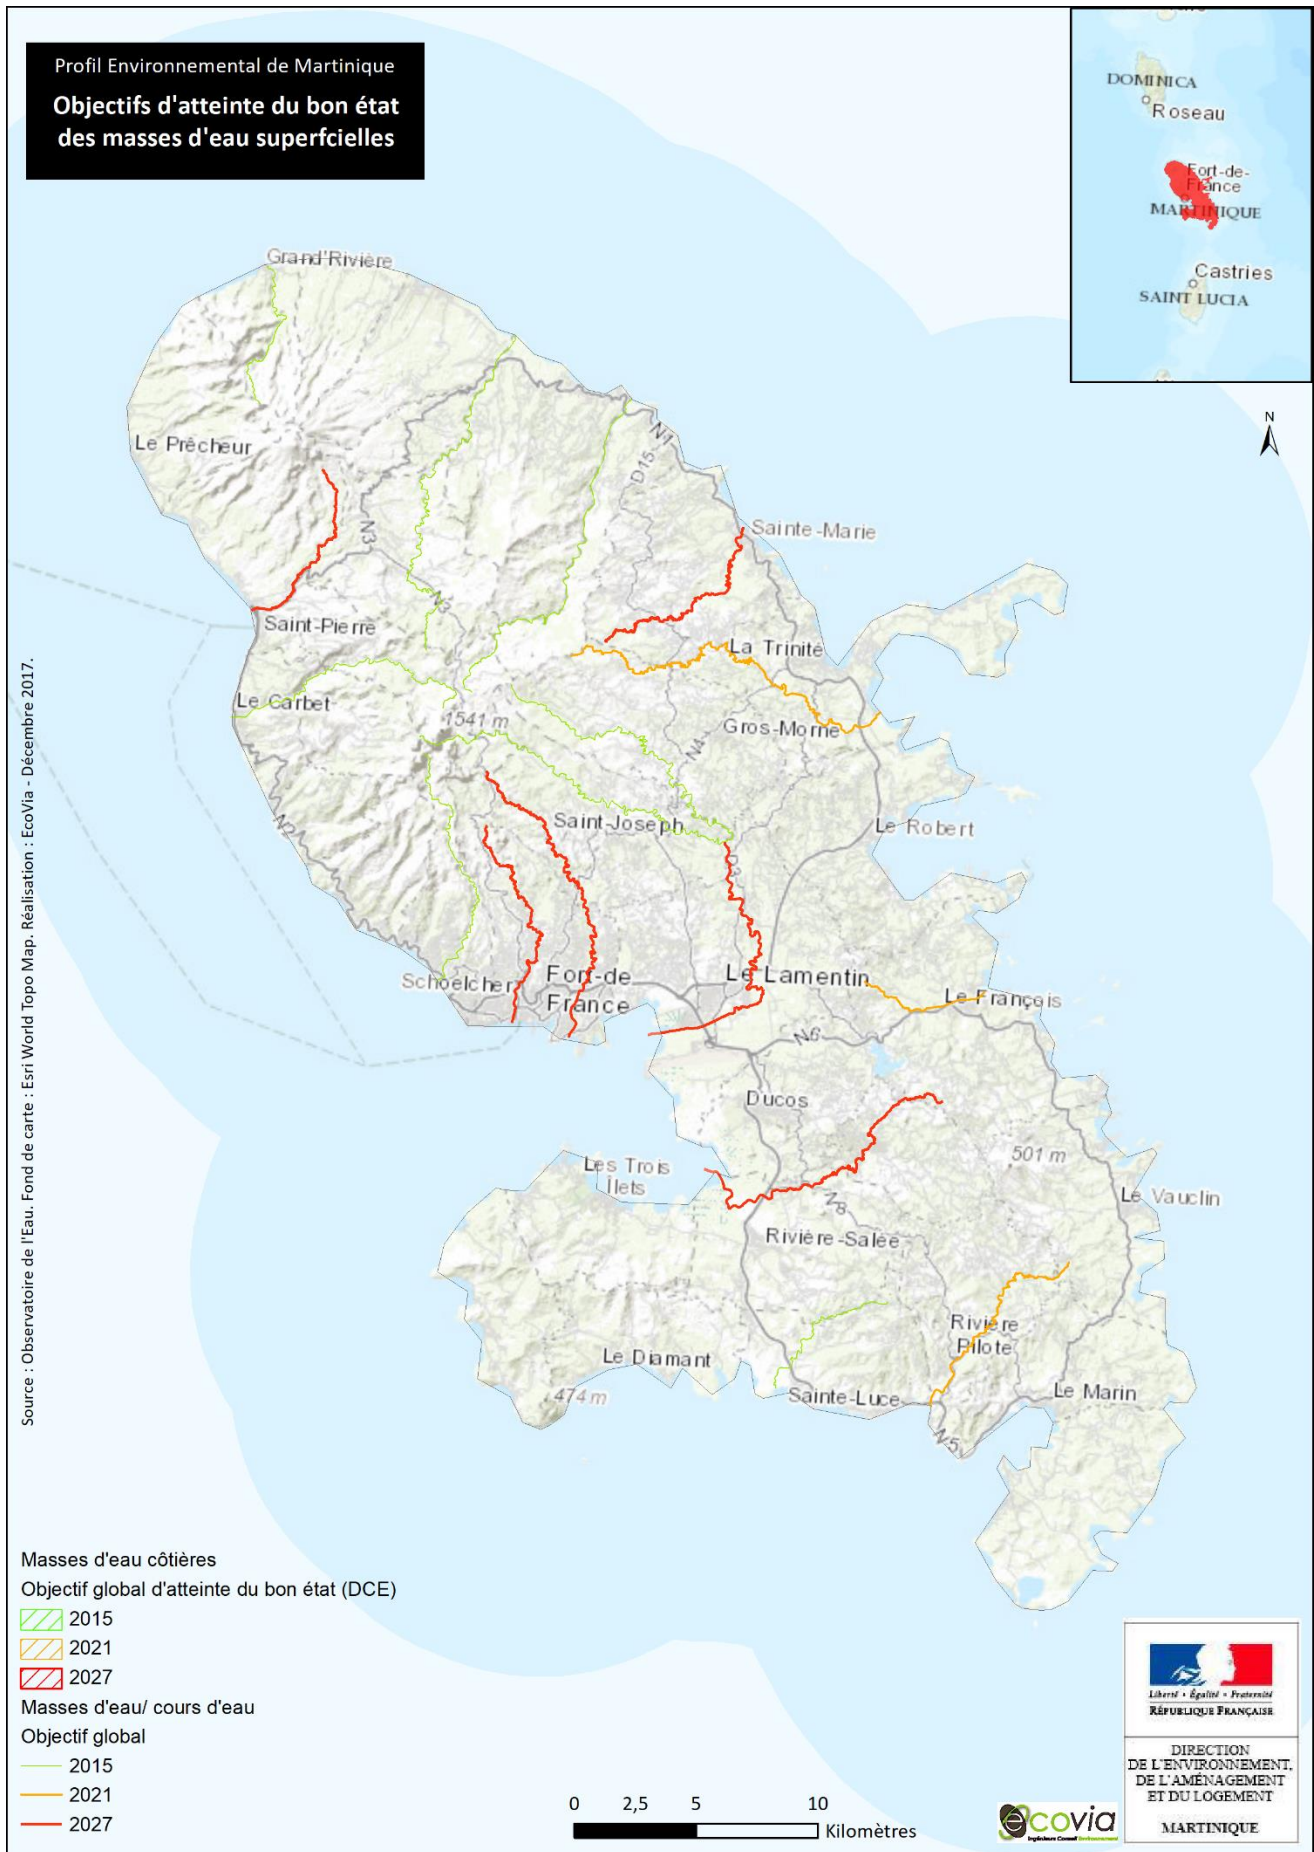 Profil Environnemental de Martinique
Objectifs d'atteinte du bon état
des masses d'eau superfcielles
DOMINICA
Roseau
Fort-de-
France
MARTINIQUE
Castries
SAINT LUCIA
N
Grand'Rivière
Le Prêcheur
N1
D15
N3
Sainte-Marie
N3
Saint-Pierre
La Trinité
Le Carbet
1541 m
Gros-Morne
N4
N2
Saint-Joseph
Le Robert
D3
Schoelcher
Fort-de
France
Le Lamentin
Le François
N6
Ducos
501 m
Les Trois
Îlets
Le Vauclin
N8
Rivière-Salée
Rivière
Pilote
Le Diamant
474 m
Sainte-Luce
Le Marin
N5
Source : Observatoire de l'Eau. Fond de carte : Esri World Topo Map. Réalisation : EcoVia - Décembre 2017.
Masses d'eau côtières
Objectif global d'atteinte du bon état (DCE)
2015
2021
2027
Masses d'eau/ cours d'eau
Objectif global
2015
2021
2027
0 2,5 5 10
Kilomètres
ecovia
Ingénieurs Conseil Environnement
Liberté • Égalité • Fraternité
RÉPUBLIQUE FRANÇAISE
DIRECTION
DE L'ENVIRONNEMENT,
DE L'AMÉNAGEMENT
ET DU LOGEMENT
MARTINIQUE